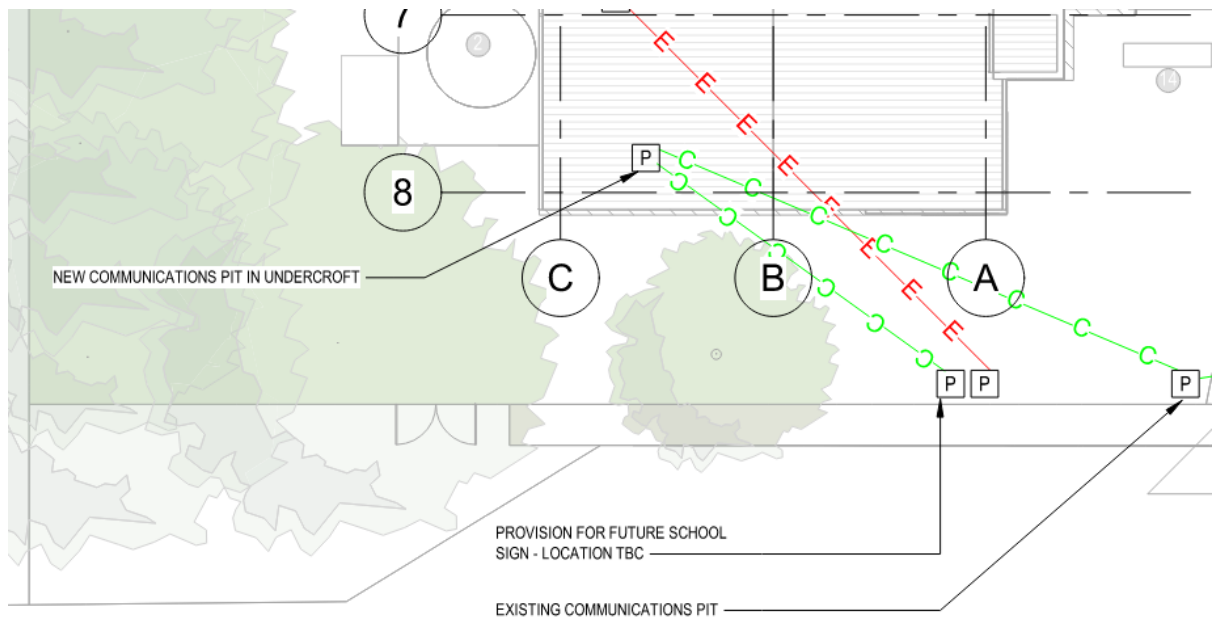 7
2
14
E
E
E
E
E
E
E
E
P
C
C
C
C
C
C
C
C
8
C
C
C
C
C
C
NEW COMMUNICATIONS PIT IN UNDERCROFT
C
B
A
P
P
P
PROVISION FOR FUTURE SCHOOL
SIGN - LOCATION TBC
EXISTING COMMUNICATIONS PIT